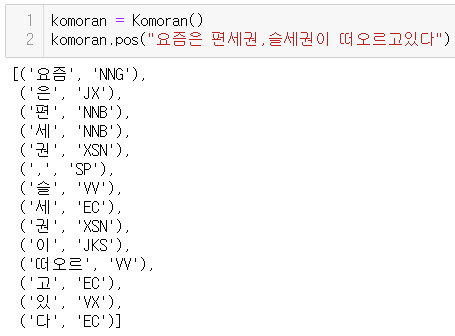 1 komoran = Komoran()
2 komoran.pos("요즘은 편세권,슬세권이 떠오르고있다")
[('요즘', 'NNG'),
('은', 'JX'),
('편', 'NNB'),
('세', 'NNB'),
('권', 'XSN'),
(',', 'SP'),
('슬', 'VV'),
('세', 'EC'),
('권', 'XSN'),
('이', 'JKS'),
('떠오르', 'VV'),
('고', 'EC'),
('있', 'VX'),
('다', 'EC')]